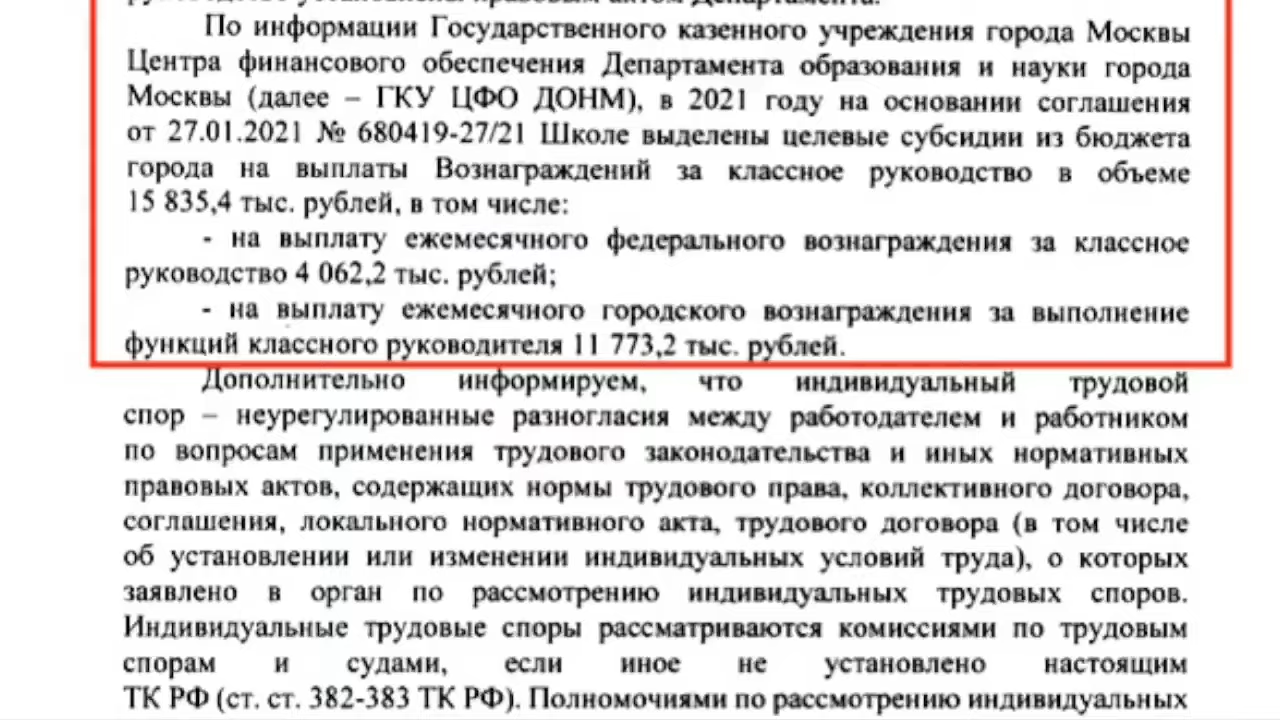 По информации Государственного казенного учреждения города Москвы
Центра финансового обеспечения Департамента образования и науки города
Москвы (далее – ГКУ ЦФО ДОНМ), в 2021 году на основании соглашения
от 27.01.2021 № 680419-27/21 Школе выделены целевые субсидии из бюджета
города на выплаты Вознаграждений за классное руководство в объеме
15 835,4 тыс. рублей, в том числе:
- на выплату ежемесячного федерального вознаграждения за классное
руководство 4 062,2 тыс. рублей;
- на выплату ежемесячного городского вознаграждения за выполнение
функций классного руководителя 11 773,2 тыс. рублей.
Дополнительно информируем, что индивидуальный трудовой
спор – неурегулированные разногласия между работодателем и работником
по вопросам применения трудового законодательства и иных нормативных
правовых актов, содержащих нормы трудового права, коллективного договора,
соглашения, локального нормативного акта, трудового договора (в том числе
об установлении или изменении индивидуальных условий труда), о которых
заявлено в орган по рассмотрению индивидуальных трудовых споров.
Индивидуальные трудовые споры рассматриваются комиссиями по трудовым
спорам и судами, если иное не установлено настоящим
ТК РФ (ст. ст. 382-383 ТК РФ). Полномочиями по рассмотрению индивидуальных